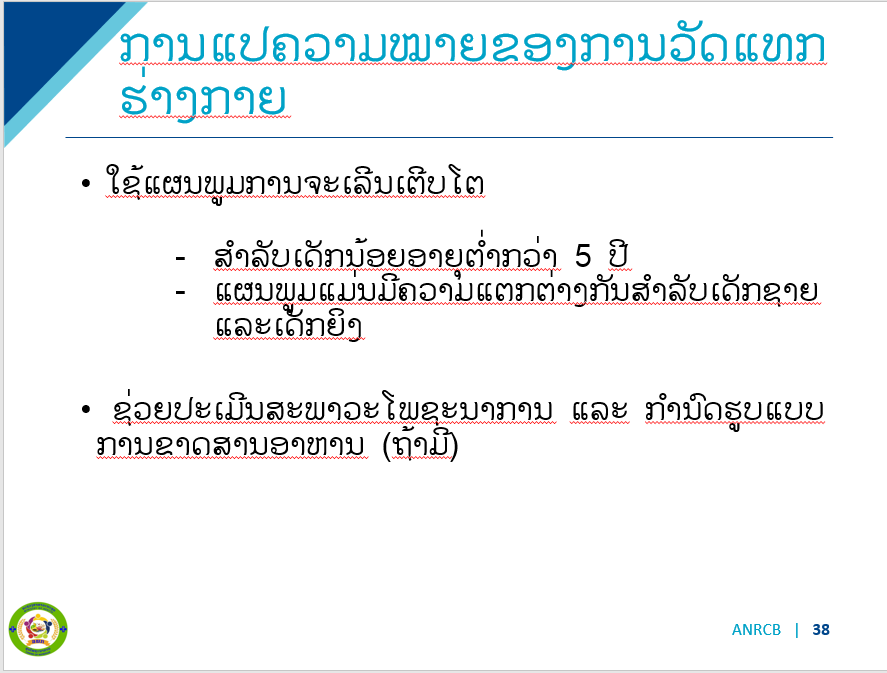 ການແປຄວາມໝາຍຂອງການວັດແທກ
ຮ່າງກາຍ
• ໃຊ້ແຜນພູມການຈະເລີນເຕີບໂຕ
- ສຳລັບເດັກນ້ອຍອາຍຸຕ່ຳກວ່າ 5 ປີ
- ແຜນພູມແມ່ນມີຄວາມແຕກຕ່າງກັນສຳລັບເດັກຊາຍ
ແລະເດັກຍິງ
• ຊ່ວຍປະເມີນສະພາວະໂພຊະນາການ ແລະ ກຳນົດຮູບແບບ
ການຂາດສານອາຫານ (ຖ້າມີ)
ANRCB | 38